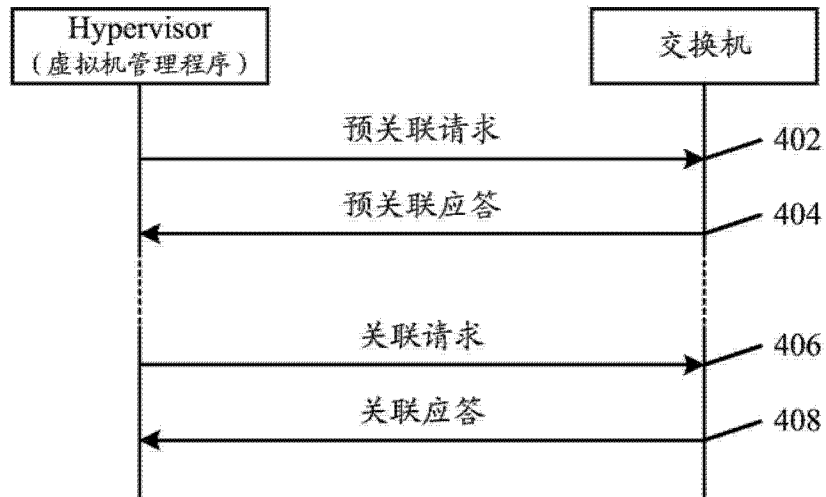 Hypervisor
（虚拟机管理程序）
交换机
预关联请求
402
预关联应答
404
关联请求
406
关联应答
408